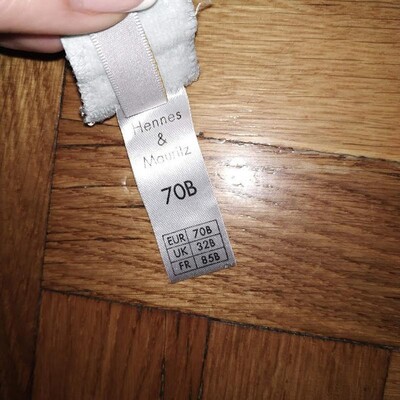 Hennes
&
Mauritz
70B
EUR 70B
UK 32B
FR 85B